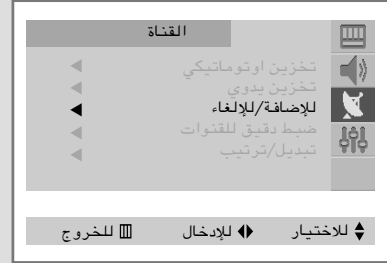 القناة
تخزين اوتوماتيكي
تخزين يدوي
للإضافة/للإلغاء
ضبط دقيق للقنوات
تبديل/ترتيب
للاختيار للإدخال للخروج